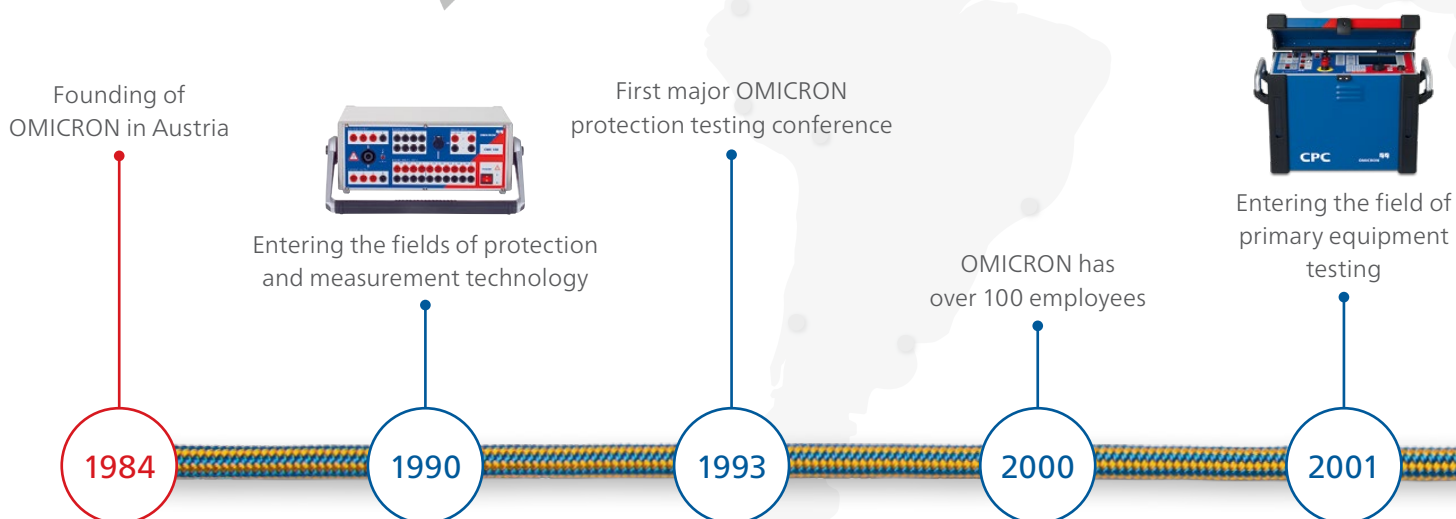 Founding of
OMICRON in Austria
1984
Entering the fields of protection
and measurement technology
1990
First major OMICRON
protection testing conference
1993
OMICRON has
over 100 employees
2000
CPC
OMICRON
Entering the field of
primary equipment
testing
2001